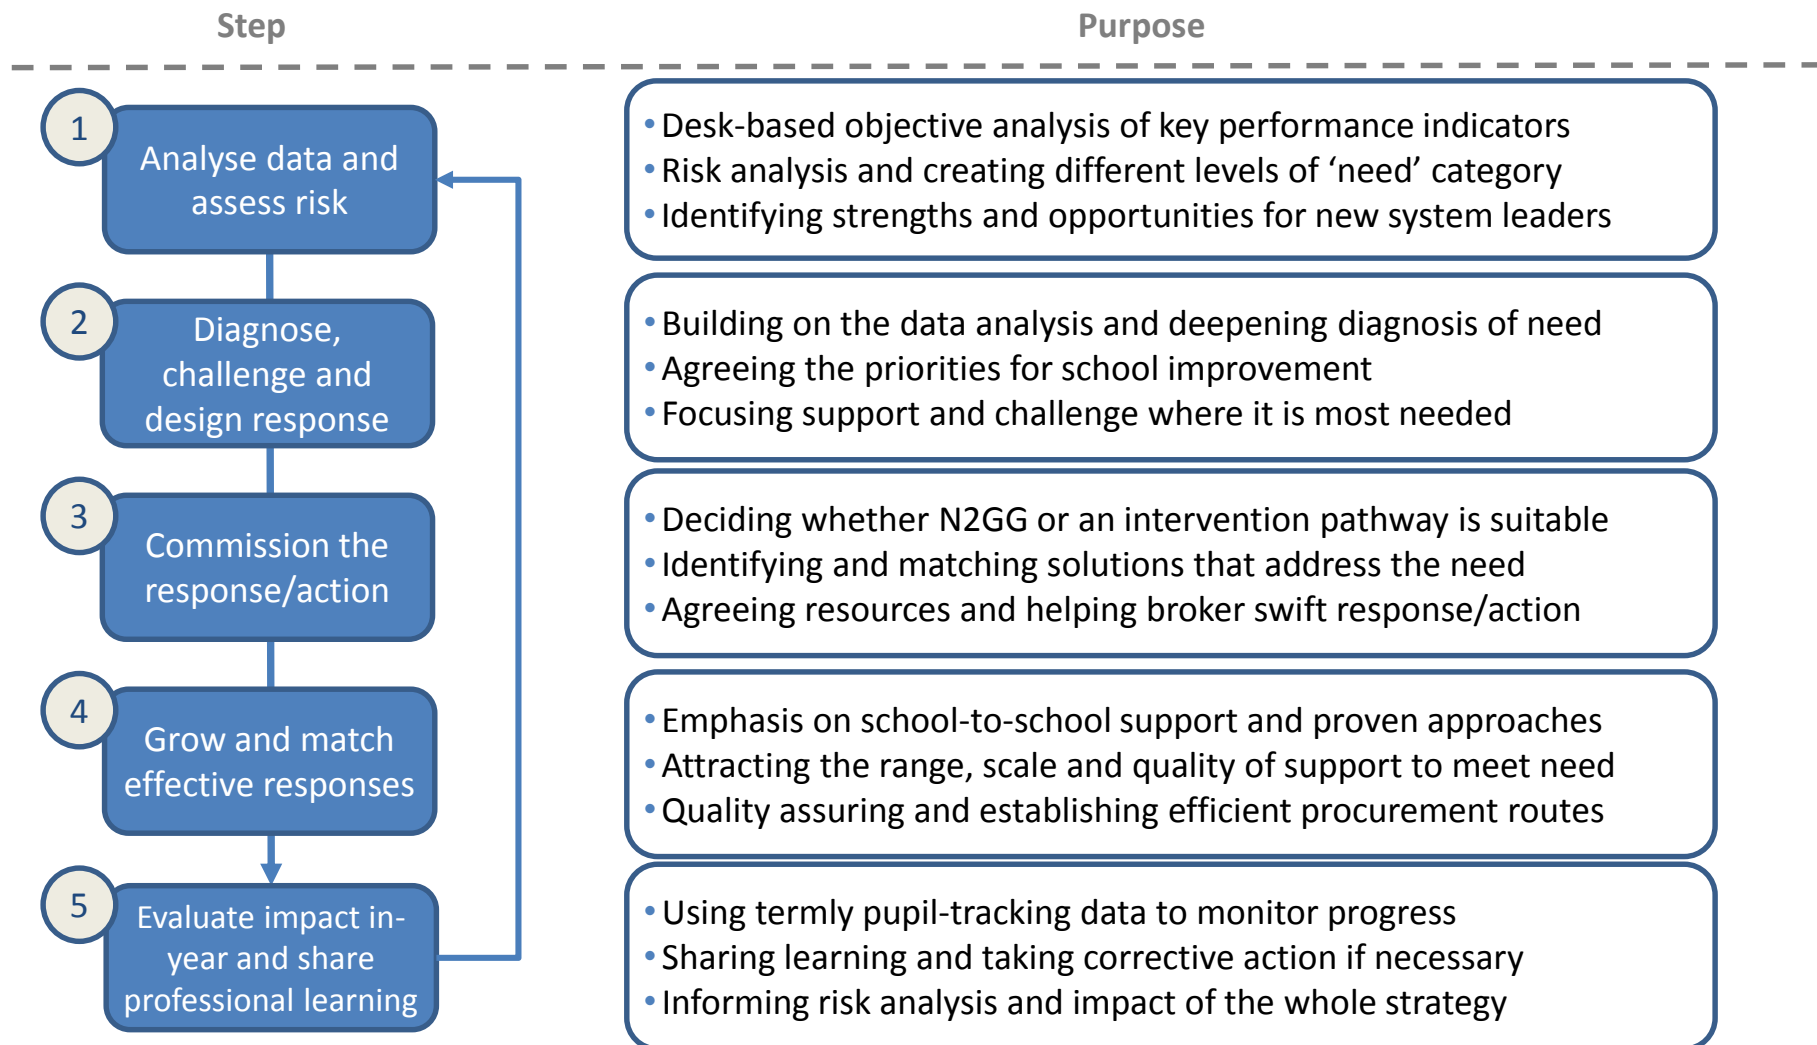 Step
Purpose
1
Analyse data and
assess risk
• Desk-based objective analysis of key performance indicators
• Risk analysis and creating different levels of ‘need’ category
• Identifying strengths and opportunities for new system leaders
2
Diagnose,
challenge and
design response
• Building on the data analysis and deepening diagnosis of need
• Agreeing the priorities for school improvement
• Focusing support and challenge where it is most needed
3
Commission the
response/action
• Deciding whether N2GG or an intervention pathway is suitable
• Identifying and matching solutions that address the need
• Agreeing resources and helping broker swift response/action
4
Grow and match
effective responses
• Emphasis on school-to-school support and proven approaches
• Attracting the range, scale and quality of support to meet need
• Quality assuring and establishing efficient procurement routes
5
Evaluate impact in-
year and share
professional learning
• Using termly pupil-tracking data to monitor progress
• Sharing learning and taking corrective action if necessary
• Informing risk analysis and impact of the whole strategy